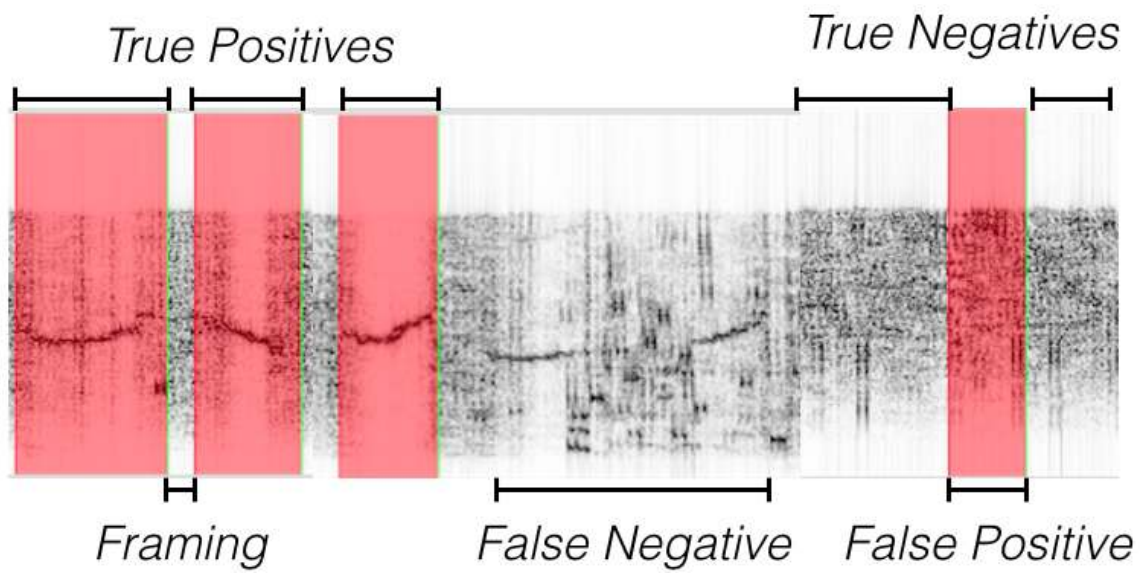 True Positives
True Negatives
Framing
False Negative
False Positive